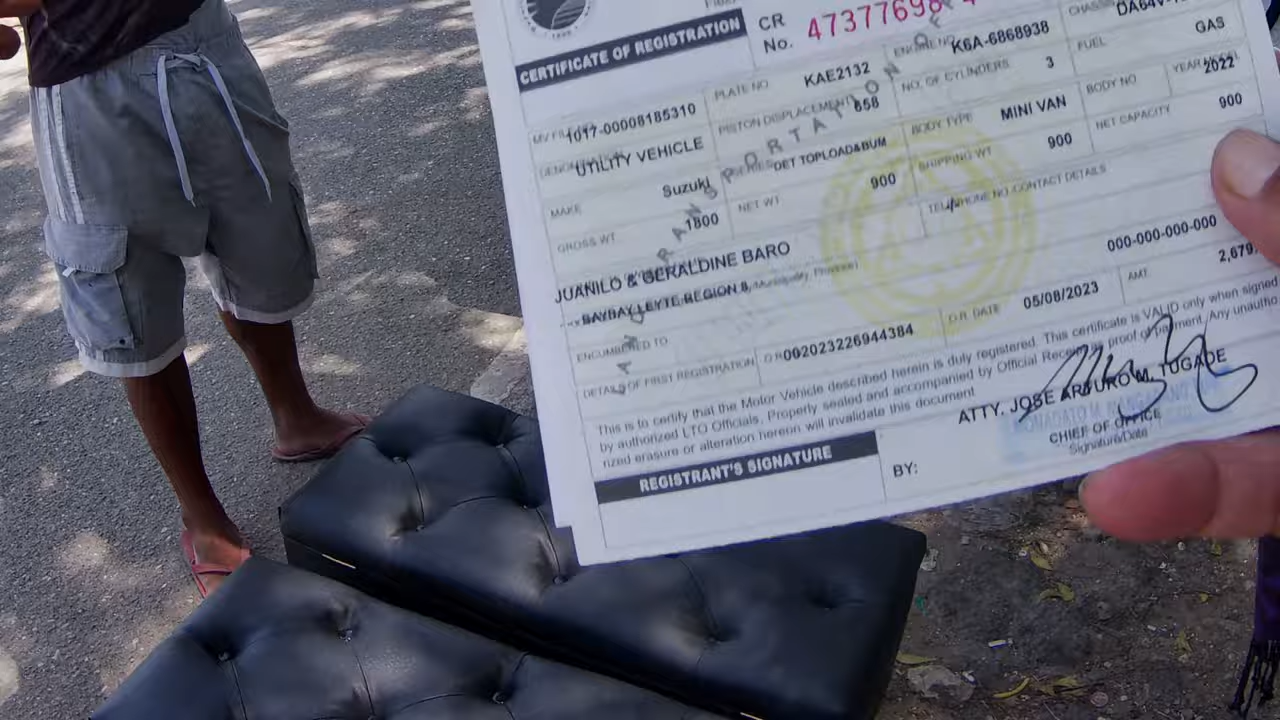 CERTIFICATE OF REGISTRATION
CR No. 47377698
MV FILE 1017-00008185310
PLATE NO KAE2132
ENGINE NO K6A-6868938
UTILITY VEHICLE
PISTON DISPLACEMENT 658
NO. OF CYLINDERS 3
FUEL GAS
MAKE Suzuki
SERIES DET TOPLOAD&BUM
BODY TYPE MINI VAN
BODY NO
YEAR MODEL 2022
GROSS WT 1800
NET WT 900
SHIPPING WT 900
NET CAPACITY 900
TELEPHONE NO./CONTACT DETAILS
JUANILO & GERALDINE BARO
000-000-000-000
BAYBAY LEYTE REGION 8, (Municipality, Province)
ENCUMBERED TO
DETAILS OF FIRST REGISTRATION
O R 002023226944384
O.R. DATE 05/08/2023
AMT.
This is to certify that the Motor Vehicle described herein is duly registered. This certificate is VALID only when signed
by authorized LTO Officials, Properly sealed and accompanied by Official Receipt as proof of payment. Any unautho
rized erasure or alteration hereon will invalidate this document
ATTY. JOSE ARTURO M. TUGADE
CHIEF OF OFFICE
Signature/Date
REGISTRANT'S SIGNATURE
BY: